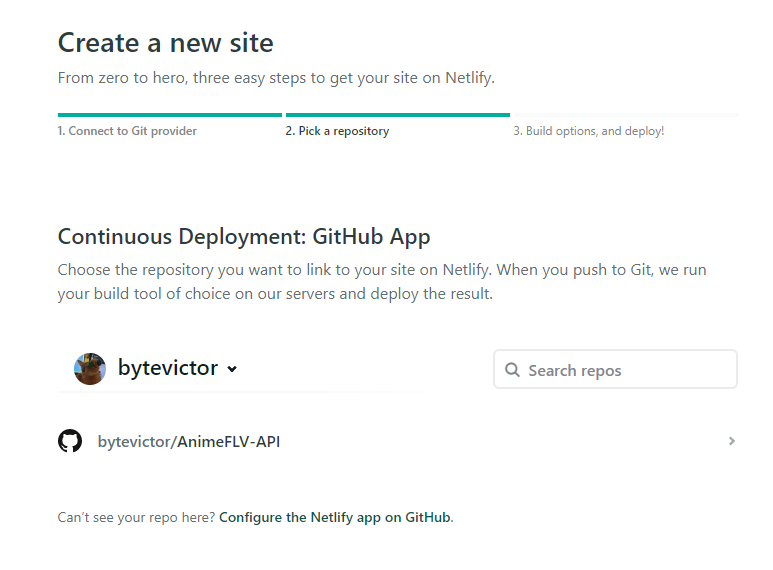 Create a new site
From zero to hero, three easy steps to get your site on Netlify.
1. Connect to Git provider
2. Pick a repository
3. Build options, and deploy!
Continuous Deployment: GitHub App
Choose the repository you want to link to your site on Netlify. When you push to Git, we run
your build tool of choice on our servers and deploy the result.
bytevictor
Search repos
bytevictor/AnimeFLV-API
Can't see your repo here? Configure the Netlify app on GitHub.